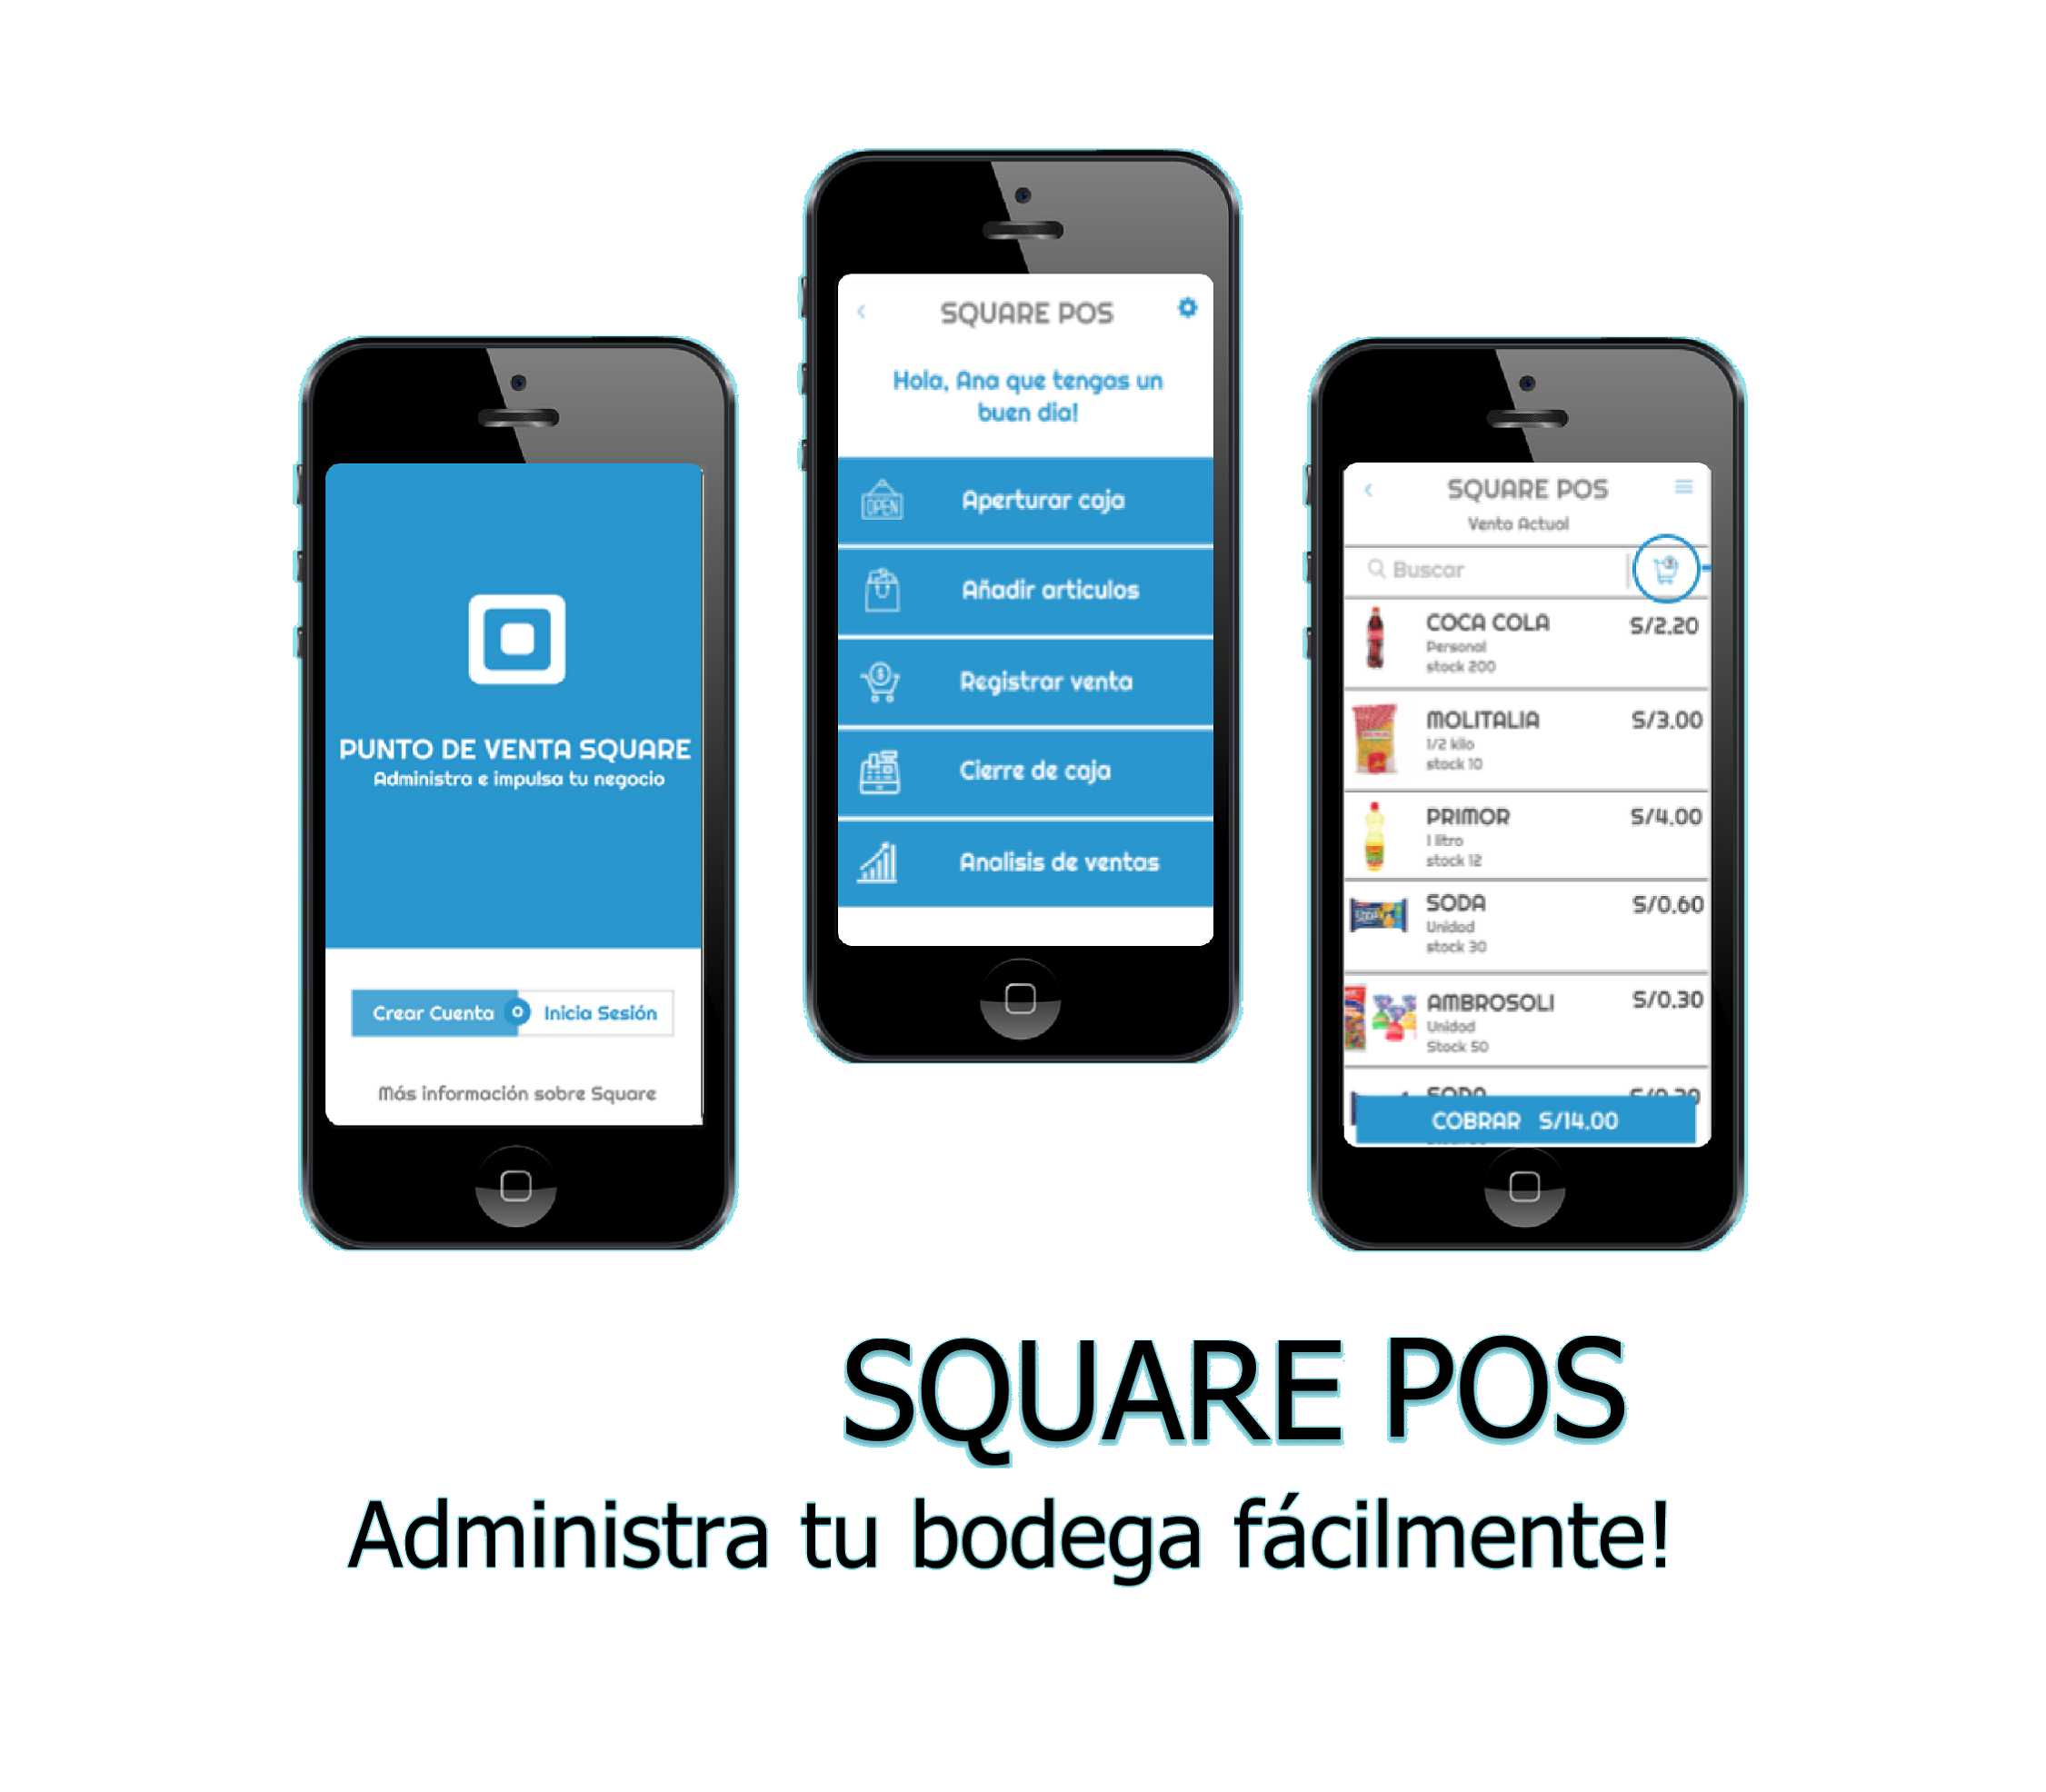 PUNTO DE VENTA SQUARE
Administra e impulsa tu negocio
Crear Cuenta
Inicia Sesión
Más información sobre Square
SQUARE POS
Hola, Ana que tengas un
buen dia!
OPEN
Aperturar caja
Añadir articulos
Registrar venta
Cierre de caja
Analisis de ventas
SQUARE POS
Venta Actual
Buscar
COCA COLA S/2.20
Personal
stock 200
MOLITALIA S/3.00
1/2 kilo
stock 10
PRIMOR S/4.00
1 litro
stock 12
SODA S/0.60
Unidad
stock 30
AMBROSOLI S/0.30
Unidad
Stock 50
SODA
COBRAR S/14.00
SQUARE POS
Administra tu bodega fácilmente!